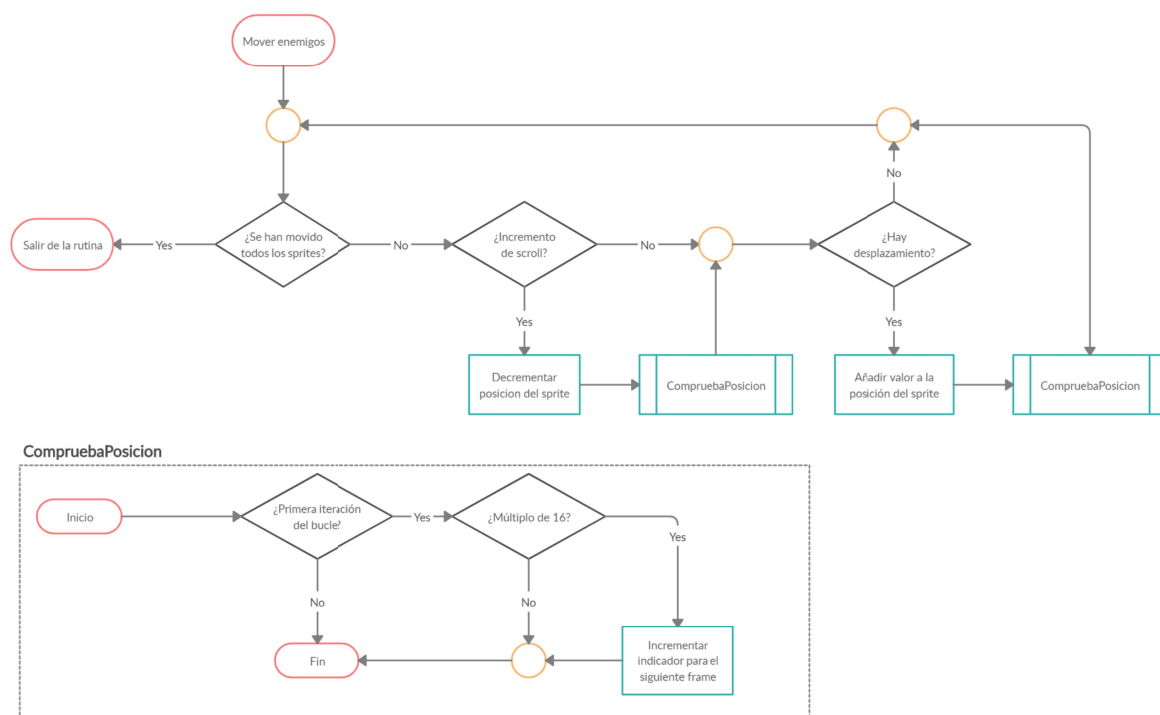 Mover enemigos
No
Salir de la rutina
Yes
¿Se han movido
todos los sprites?
No
¿Incremento
de scroll?
No
¿Hay
desplazamiento?
Yes
Yes
Decrementar
posicion del sprite
CompruebaPosicion
Añadir valor a la
posición del sprite
CompruebaPosicion
CompruebaPosicion
Inicio
¿Primera iteración
del bucle?
Yes
¿Múltiplo de 16?
Yes
No
No
Fin
Incrementar
indicador para el
siguiente frame